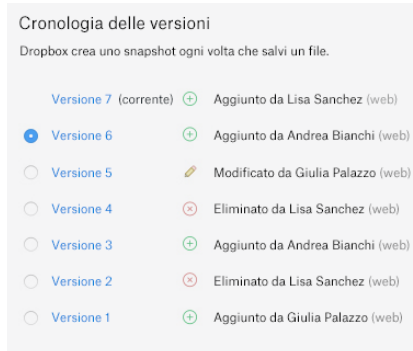 Cronologia delle versioni
Dropbox crea uno snapshot ogni volta che salvi un file.
Versione 7 (corrente) Aggiunto da Lisa Sanchez (web)
Versione 6 Aggiunto da Andrea Bianchi (web)
Versione 5 Modificato da Giulia Palazzo (web)
Versione 4 Eliminato da Lisa Sanchez (web)
Versione 3 Aggiunto da Andrea Bianchi (web)
Versione 2 Eliminato da Lisa Sanchez (web)
Versione 1 Aggiunto da Giulia Palazzo (web)